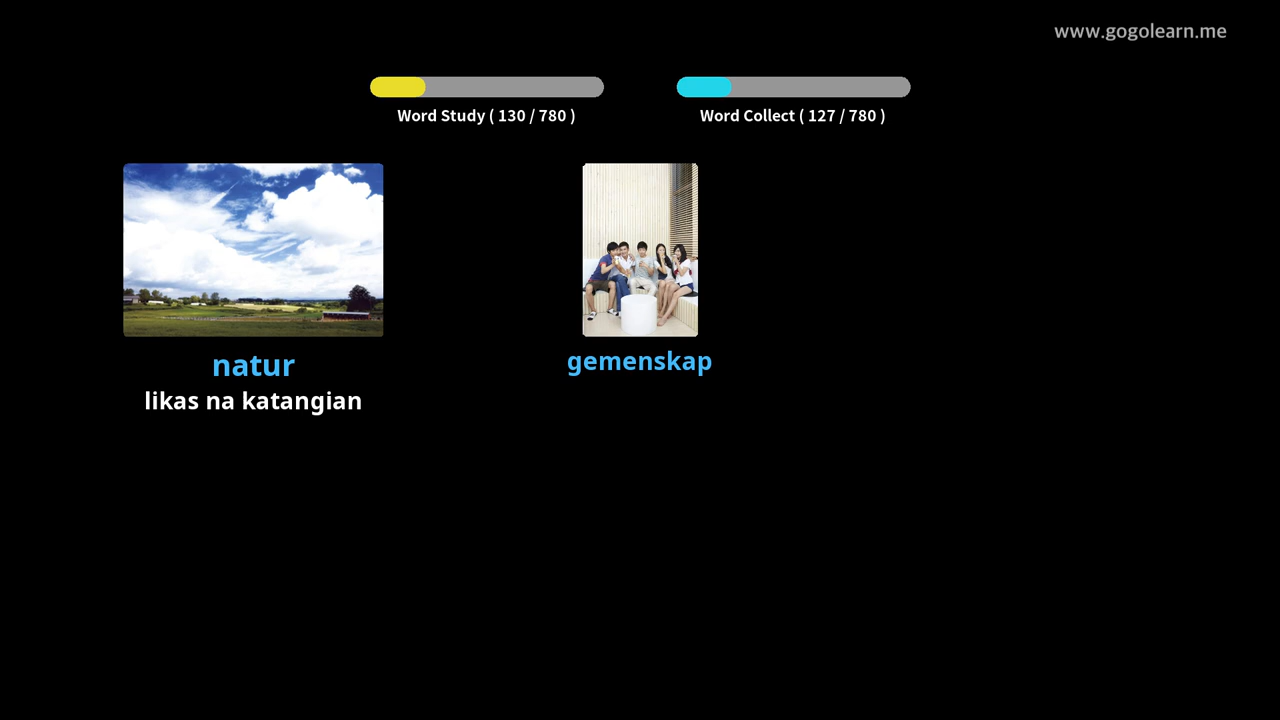 www.gogolearn.me
Word Study ( 130 / 780 )
Word Collect ( 127 / 780 )
natur
likas na katangian
gemenskap